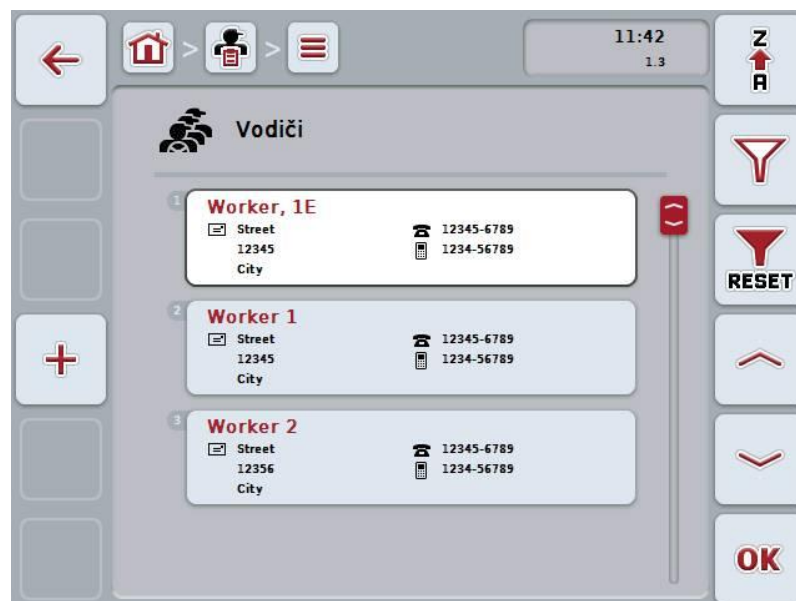 > >
11:42
1.3
Z
A
Vodiči
1
Worker, 1E
Street
12345-6789
12345
1234-56789
City
RESET
2
Worker 1
Street
12345-6789
12345
1234-56789
City
3
Worker 2
Street
12345-6789
12356
1234-56789
City
OK